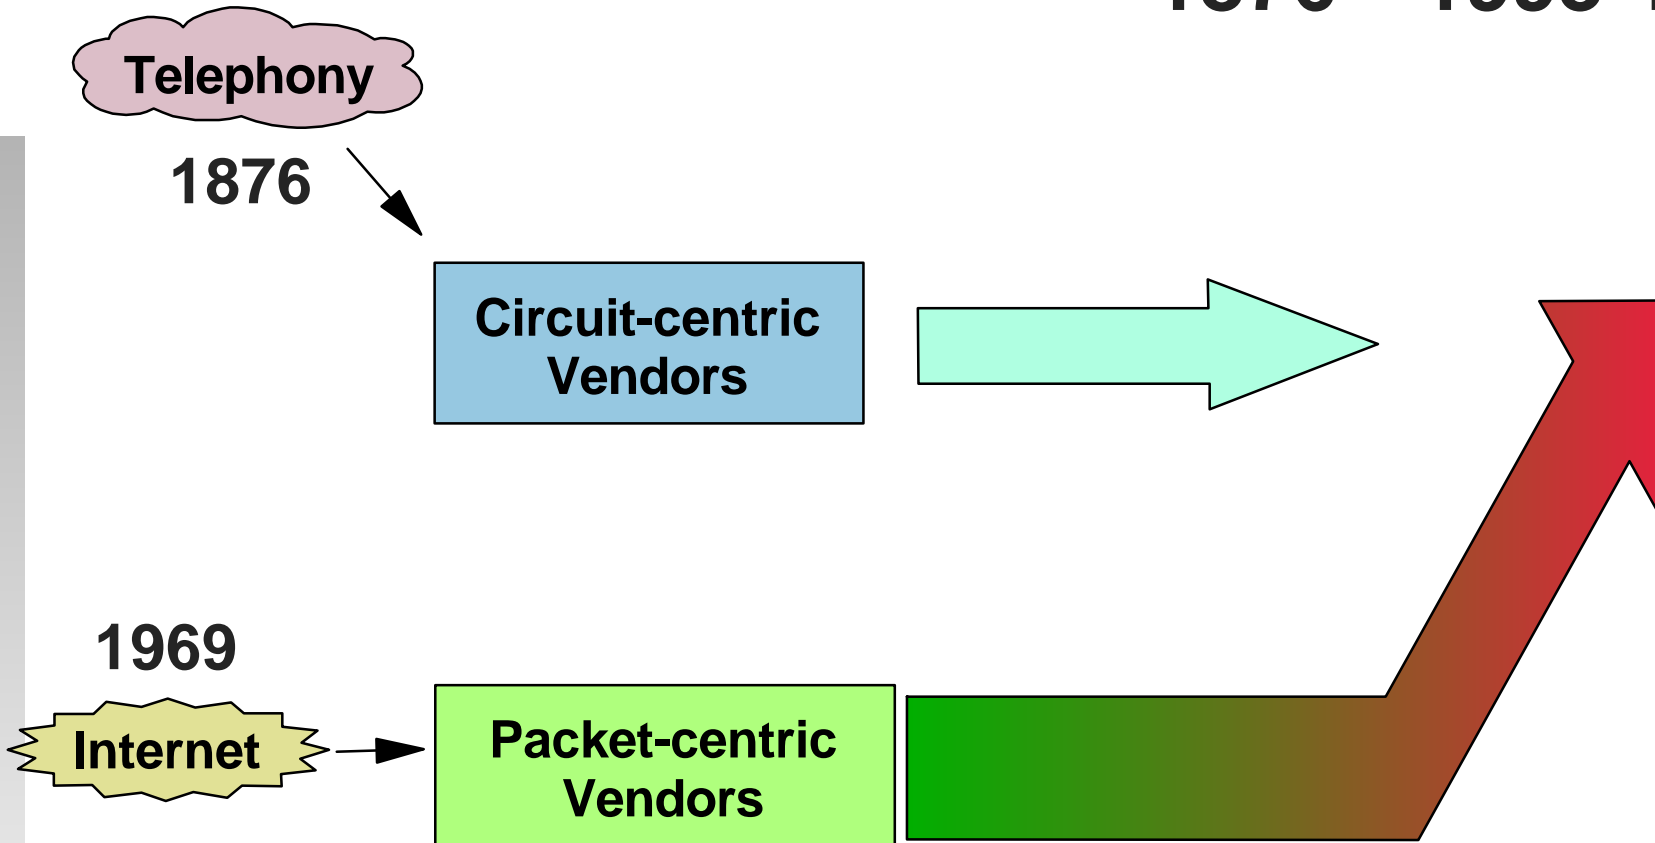 Telephony
1876
Circuit-centric
Vendors
1969
Internet
Packet-centric
Vendors